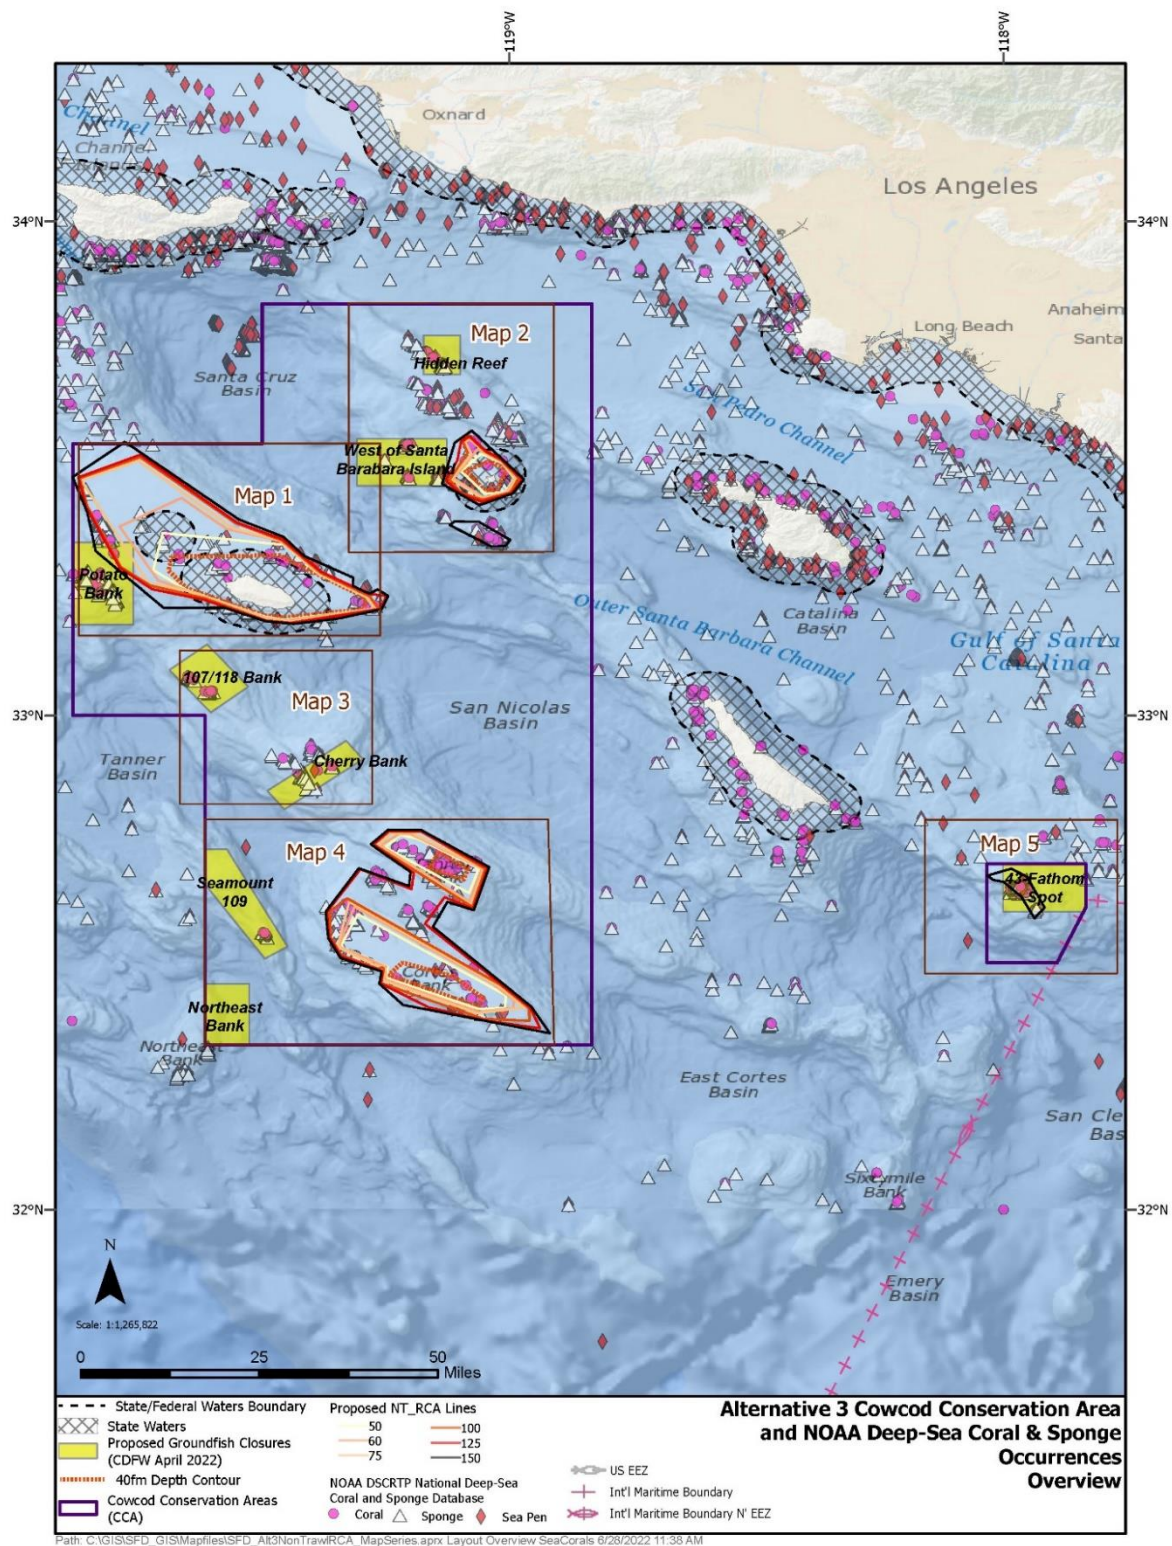 119°W
118°W
Oxnard
Channel
Channe
Los Angeles
34°N
34°N
Anaheim
Long Beach
Santa
Map 2
Hidden Reef
Santa Cruz
Basin
San Pedro Channel
West of Santa
Barabara Island
Map 1
Potato
Bank
Outer Santa Barbara Channel
Catalina
Basin
Gulf of Santa
Catalina
107/118 Bank
Map 3
San Nicolas
Basin
33°N
33°N
Tanner
Basin
Cherry Bank
Map 4
Map 5
Seamount
109
43-Fathom
Spot
Bank
Northeast
Bank
Northeast
Bank
East Cortes
Basin
San Cle
Bas
Sixtymile
Bank
32°N
32°N
N
Emery
Basin
Scale: 1:1,265,822
0 25 50
Miles
State/Federal Waters Boundary
State Waters
Proposed Groundfish Closures
(CDFW April 2022)
40fm Depth Contour
Cowcod Conservation Areas
(CCA)
Proposed NT_RCA Lines
50 100
60 125
75 150
NOAA DSCRTP National Deep-Sea
Coral and Sponge Database
Coral Sponge Sea Pen
US EEZ
Int'l Maritime Boundary
Int'l Maritime Boundary N' EEZ
Alternative 3 Cowcod Conservation Area
and NOAA Deep-Sea Coral & Sponge
Occurrences
Overview
Path: C:\GIS\SFD_GIS\Mapfiles\SFD_Alt3NonTrawlRCA_MapSeries.aprx Layout Overview SeaCorals 6/28/2022 11:38 AM